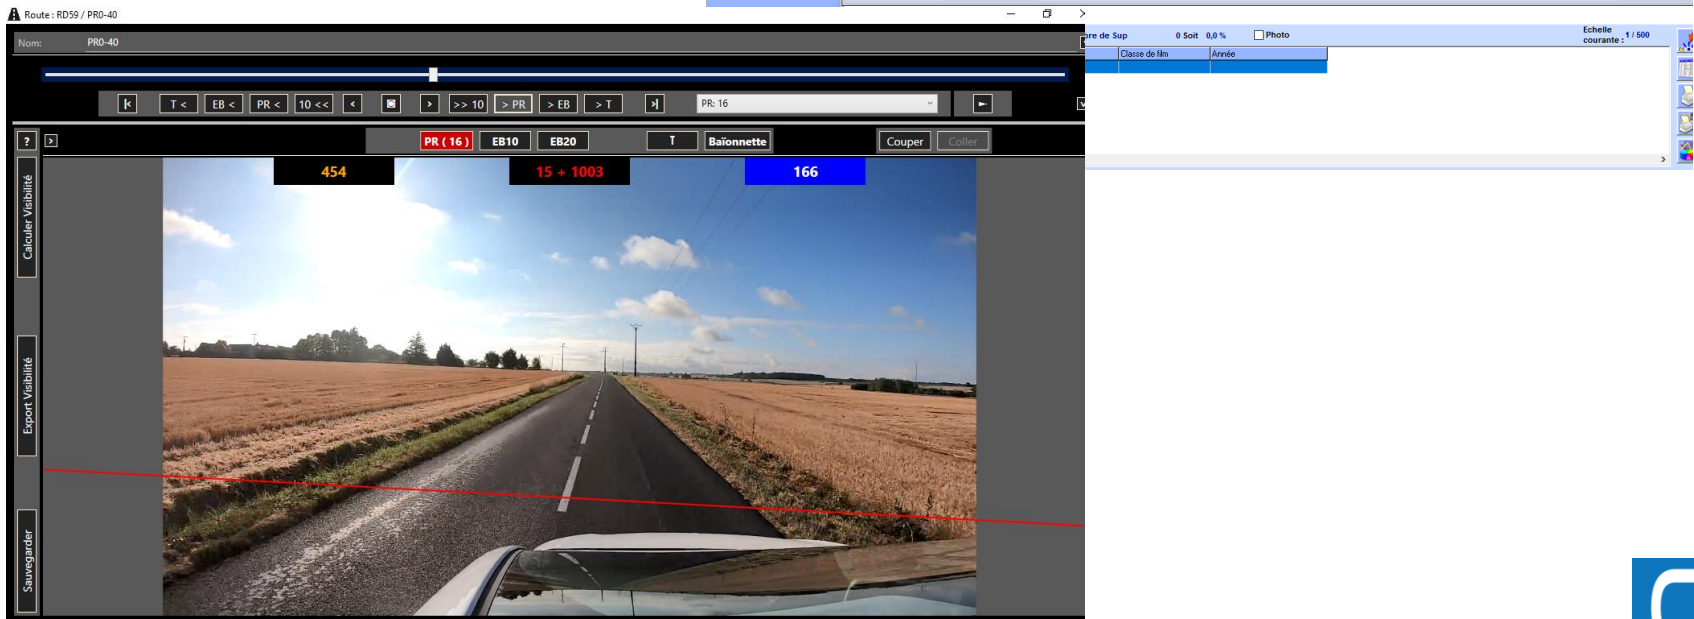 Route : RD59 / PR0-40
Nom: PR0-40
T < EB < PR < 10 << < > >> 10 > PR > EB > T PR: 16
? > PR ( 16 ) EB10 EB20 T Baïonnette Couper Coller
454 15 + 1003 166
Calculer Visibilité
Export Visibilité
Sauvegarder
de Sup 0 Soit 0,0 % Photo Echelle courante : 1 / 500
Classe de film Année